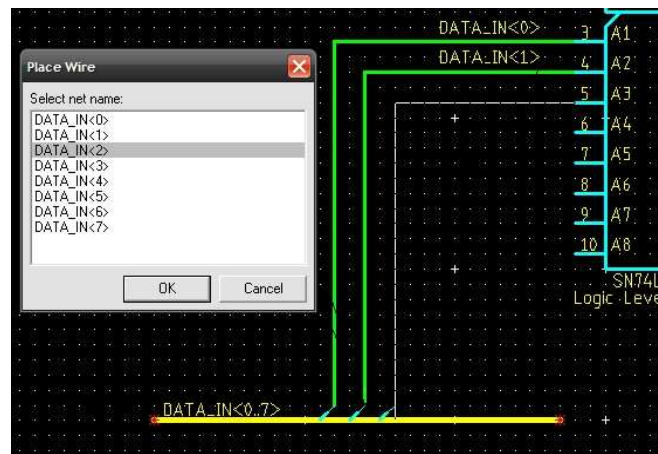 DATA_IN<0>
3 A1
DATA_IN<1>
4 A2
5 A3
6 A4
7 A5
8 A6
9 A7
10 A8
SN74L
Logic Leve
Place Wire
Select net name:
DATA_IN<0>
DATA_IN<1>
DATA_IN<2>
DATA_IN<3>
DATA_IN<4>
DATA_IN<5>
DATA_IN<6>
DATA_IN<7>
OK
Cancel
DATA_IN<0..7>